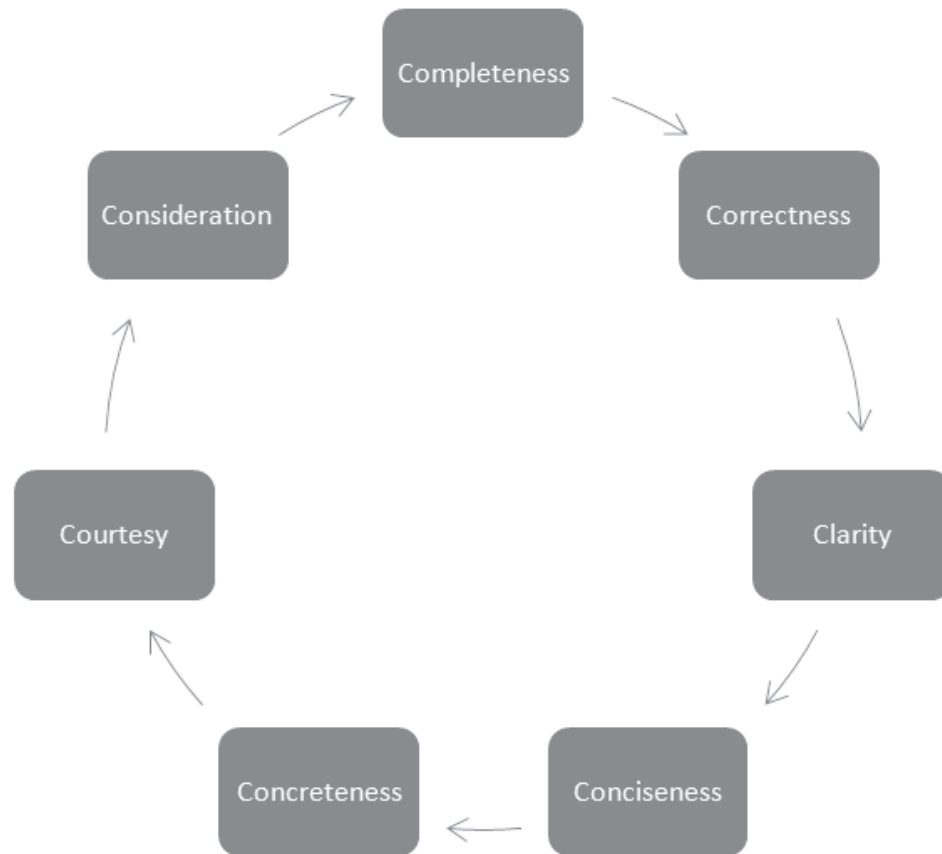 Completeness
Correctness
Clarity
Conciseness
Concreteness
Courtesy
Consideration